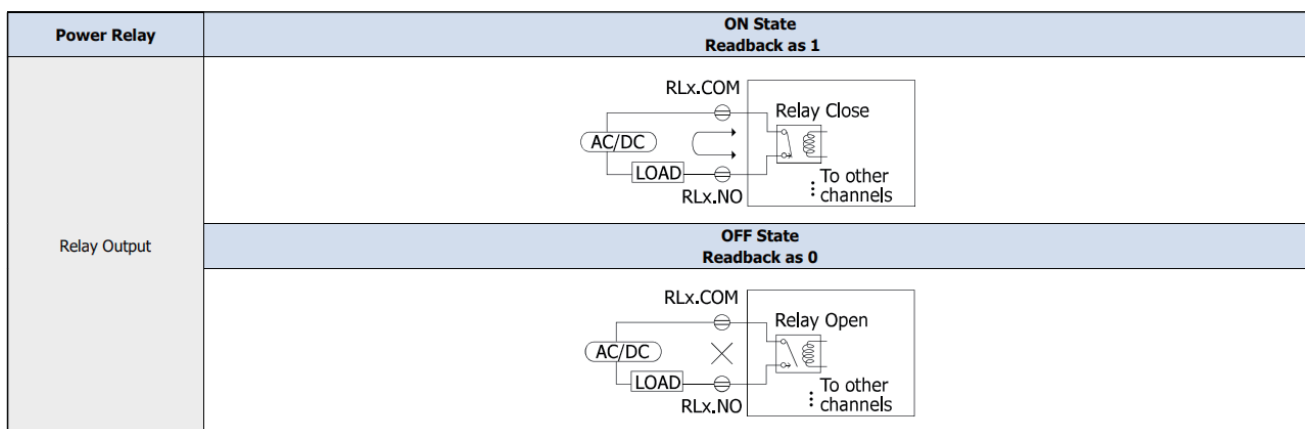 Power Relay
ON State
Readback as 1
Relay Output
RLx.COM
Relay Close
AC/DC
LOAD
To other
channels
RLx.NO
OFF State
Readback as 0
RLx.COM
Relay Open
AC/DC
LOAD
To other
channels
RLx.NO